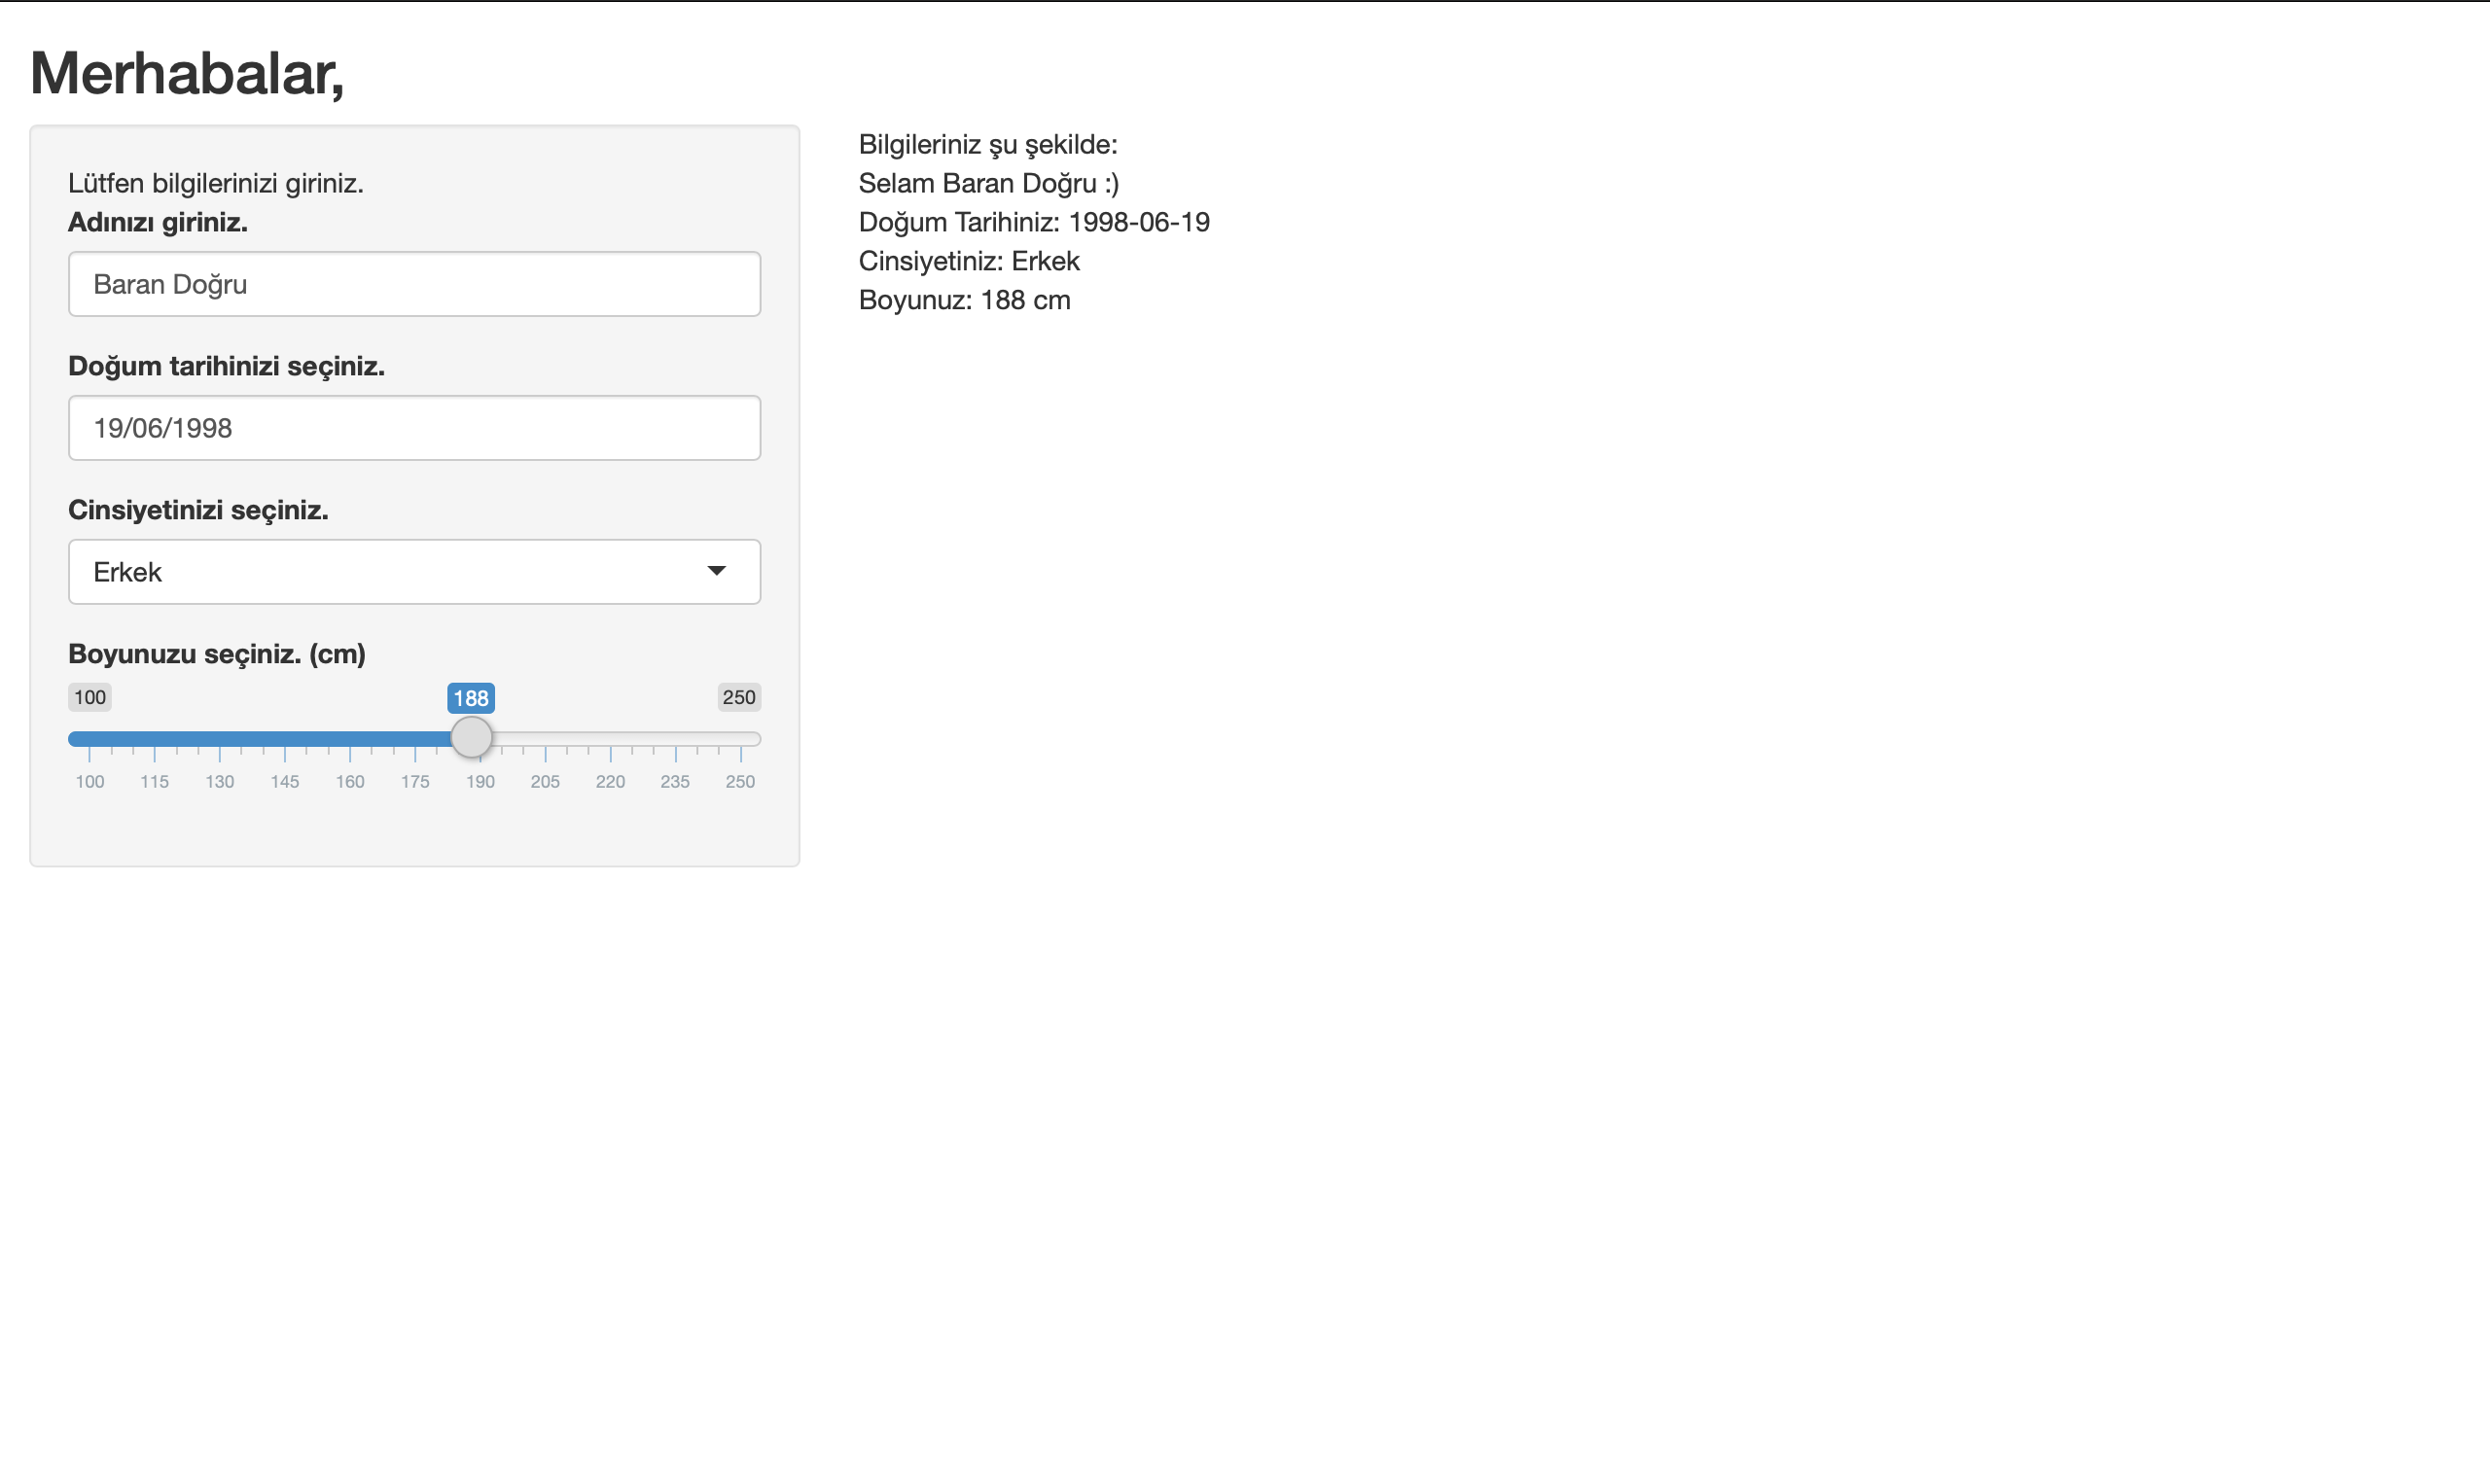 Merhabalar,
Lütfen bilgilerinizi giriniz.
Adınızı giriniz.
Baran Doğru
Doğum tarihinizi seçiniz.
19/06/1998
Cinsiyetinizi seçiniz.
Erkek
Boyunuzu seçiniz. (cm)
100 188 250
100 115 130 145 160 175 190 205 220 235 250
Bilgileriniz şu şekilde:
Selam Baran Doğru :)
Doğum Tarihiniz: 1998-06-19
Cinsiyetiniz: Erkek
Boyunuz: 188 cm